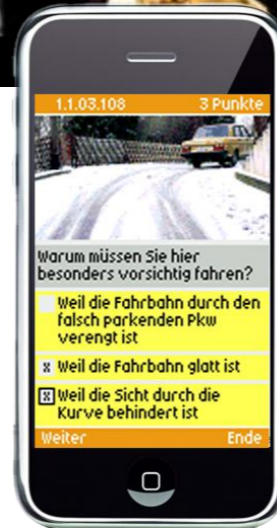 1.1.03.108 3 Punkte
Warum müssen Sie hier
besonders vorsichtig fahren?
Weil die Fahrbahn durch den
falsch parkenden Pkw
verengt ist
x Weil die Fahrbahn glatt ist
x Weil die Sicht durch die
Kurve behindert ist
Weiter Ende